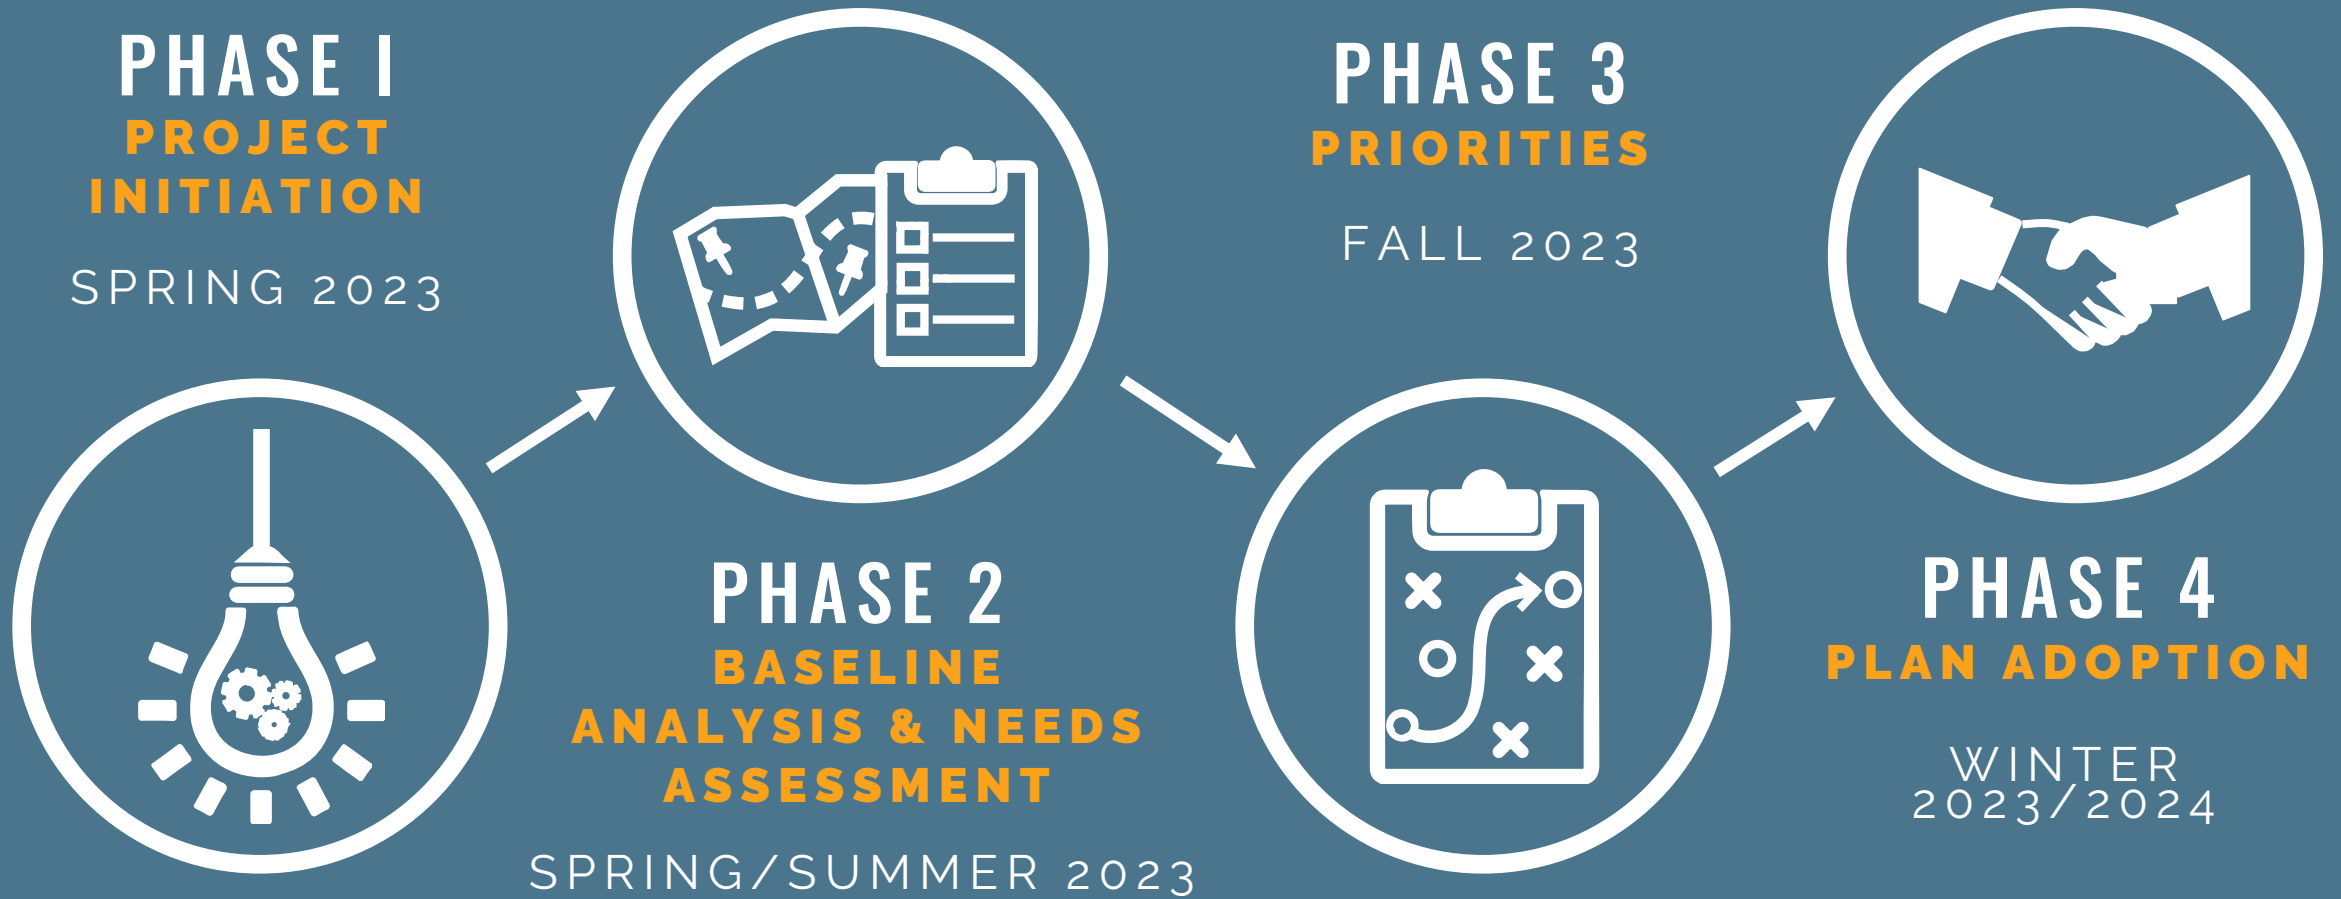 PHASE 1
PROJECT
INITIATION
SPRING 2023
PHASE 2
BASELINE
ANALYSIS & NEEDS
ASSESSMENT
SPRING/SUMMER 2023
PHASE 3
PRIORITIES
FALL 2023
PHASE 4
PLAN ADOPTION
WINTER
2023/2024